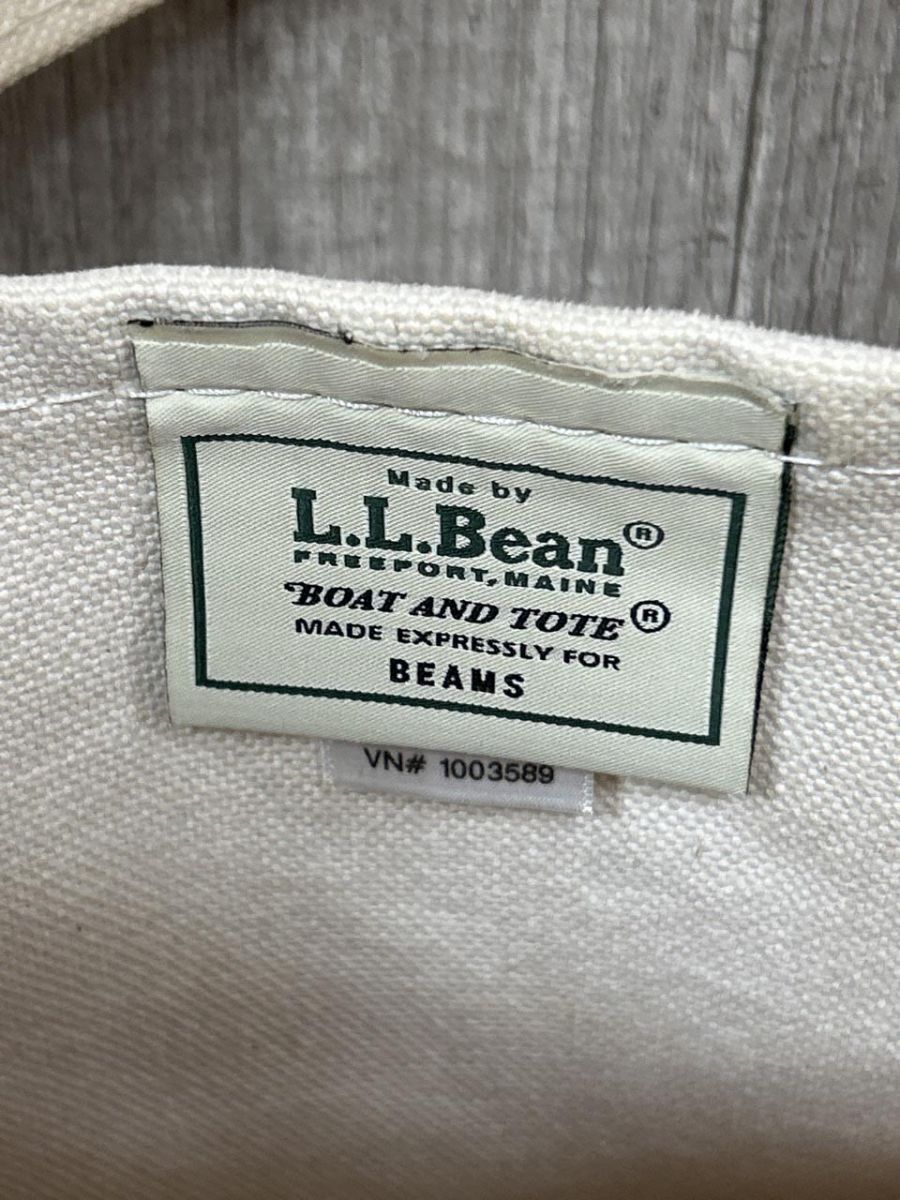 Made by
L.L.Bean®
FREEPORT, MAINE
BOAT AND TOTE®
MADE EXPRESSLY FOR
BEAMS
VN# 1003589